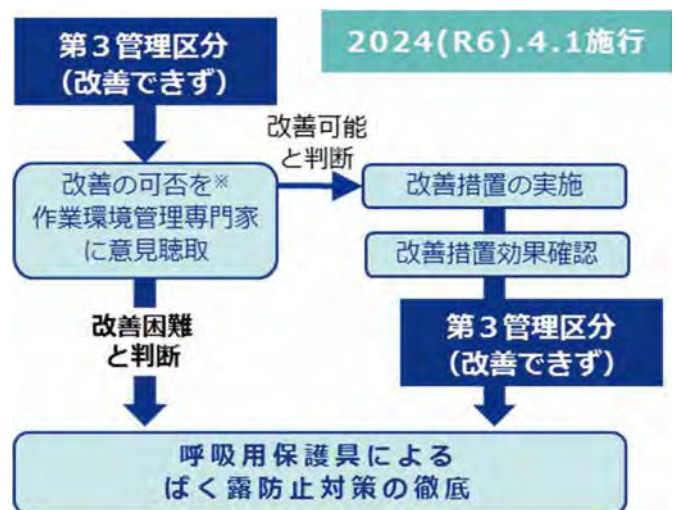 第３管理区分
（改善できず）
2024(R6).4.1施行
改善可能
と判断
改善の可否を※
作業環境管理専門家
に意見聴取
改善措置の実施
改善措置効果確認
改善困難
と判断
第３管理区分
（改善できず）
呼吸用保護具による
ばく露防止対策の徹底